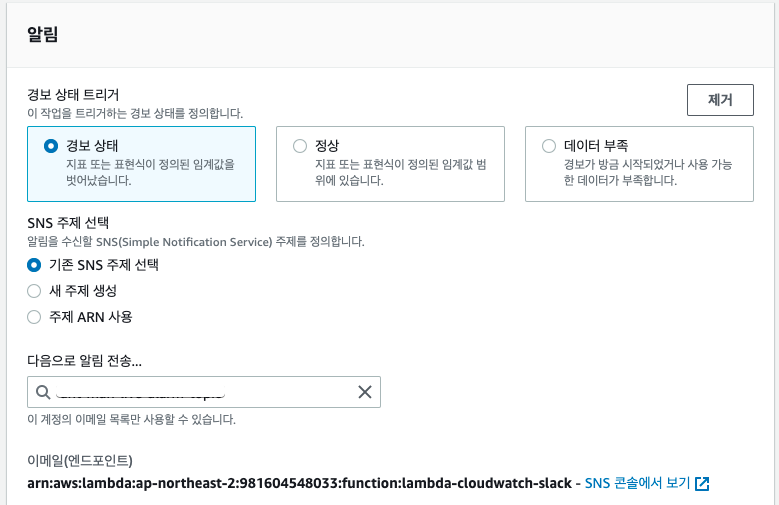 알림
경보 상태 트리거
이 작업을 트리거하는 경보 상태를 정의합니다.
제거
경보 상태
지표 또는 표현식이 정의된 임계값을
벗어났습니다.
정상
지표 또는 표현식이 정의된 임계값 범
위에 있습니다.
데이터 부족
경보가 방금 시작되었거나 사용 가능
한 데이터가 부족합니다.
SNS 주제 선택
알림을 수신할 SNS(Simple Notification Service) 주제를 정의합니다.
기존 SNS 주제 선택
새 주제 생성
주제 ARN 사용
다음으로 알림 전송...
이 계정의 이메일 목록만 사용할 수 있습니다.
이메일(엔드포인트)
arn:aws:lambda:ap-northeast-2:981604548033:function:lambda-cloudwatch-slack - SNS 콘솔에서 보기